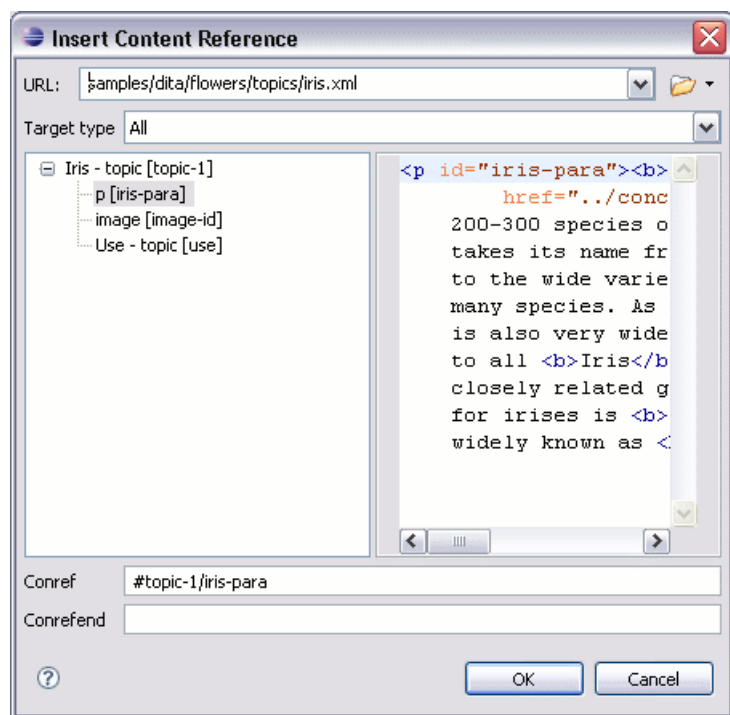 Insert Content Reference
URL: samples/dita/flowers/topics/iris.xml
Target type All
Iris - topic [topic-1]
p [iris-para]
image [image-id]
Use - topic [use]
<p id="iris-para"><b>
href="../conc
200-300 species o
takes its name fr
to the wide varie
many species. As
is also very wide
to all <b>Iris</b
closely related g
for irises is <b>
widely known as <
Conref #topic-1/iris-para
Conrefend
OK Cancel